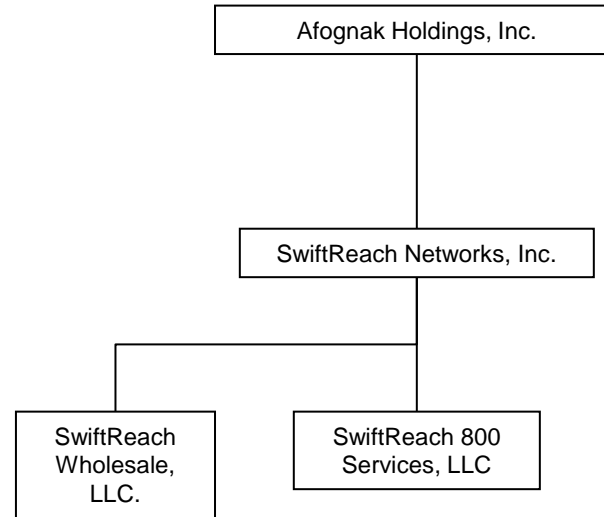 Afognak Holdings, Inc.
SwiftReach Networks, Inc.
SwiftReach
Wholesale,
LLC.
SwiftReach 800
Services, LLC